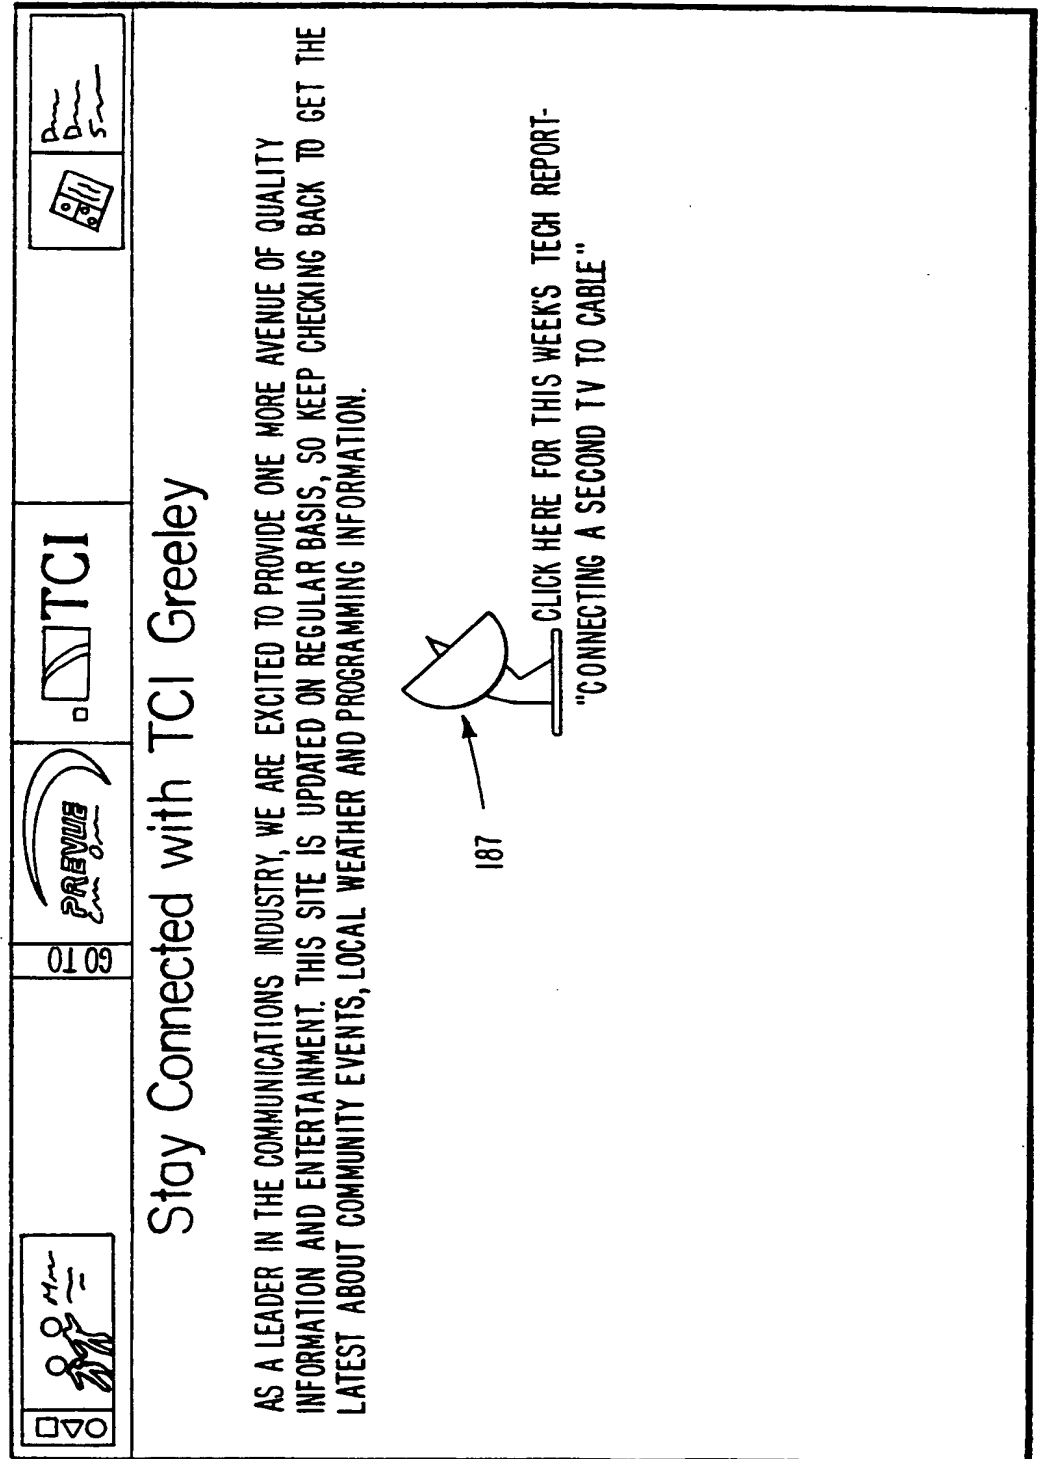 GO TO
PREVUE
TCI
Stay Connected with TCI Greeley
AS A LEADER IN THE COMMUNICATIONS INDUSTRY, WE ARE EXCITED TO PROVIDE ONE MORE AVENUE OF QUALITY
INFORMATION AND ENTERTAINMENT. THIS SITE IS UPDATED ON REGULAR BASIS, SO KEEP CHECKING BACK TO GET THE
LATEST ABOUT COMMUNITY EVENTS, LOCAL WEATHER AND PROGRAMMING INFORMATION.
187
CLICK HERE FOR THIS WEEK'S TECH REPORT-
"CONNECTING A SECOND TV TO CABLE"